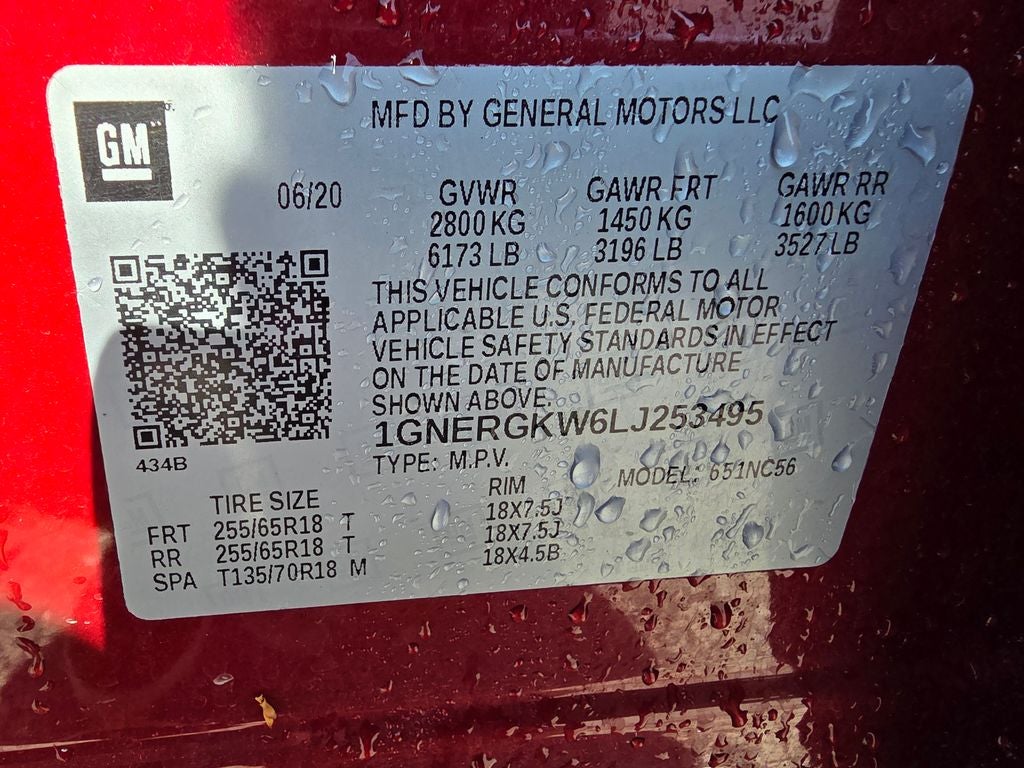 GM
MFD BY GENERAL MOTORS LLC
06/20 GVWR GAWR FRT GAWR RR
2800 KG 1450 KG 1600 KG
6173 LB 3196 LB 3527 LB
THIS VEHICLE CONFORMS TO ALL
APPLICABLE U.S. FEDERAL MOTOR
VEHICLE SAFETY STANDARDS IN EFFECT
ON THE DATE OF MANUFACTURE
SHOWN ABOVE.
1GNERGKW6LJ253495
434B
TYPE: M.P.V. MODEL: 651NC56
TIRE SIZE RIM
FRT 255/65R18 T 18X7.5J
RR 255/65R18 T 18X7.5J
SPA T135/70R18 M 18X4.5B